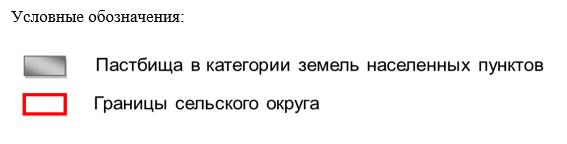 Условные обозначения:
Пастбища в категории земель населенных пунктов
Границы сельского округа